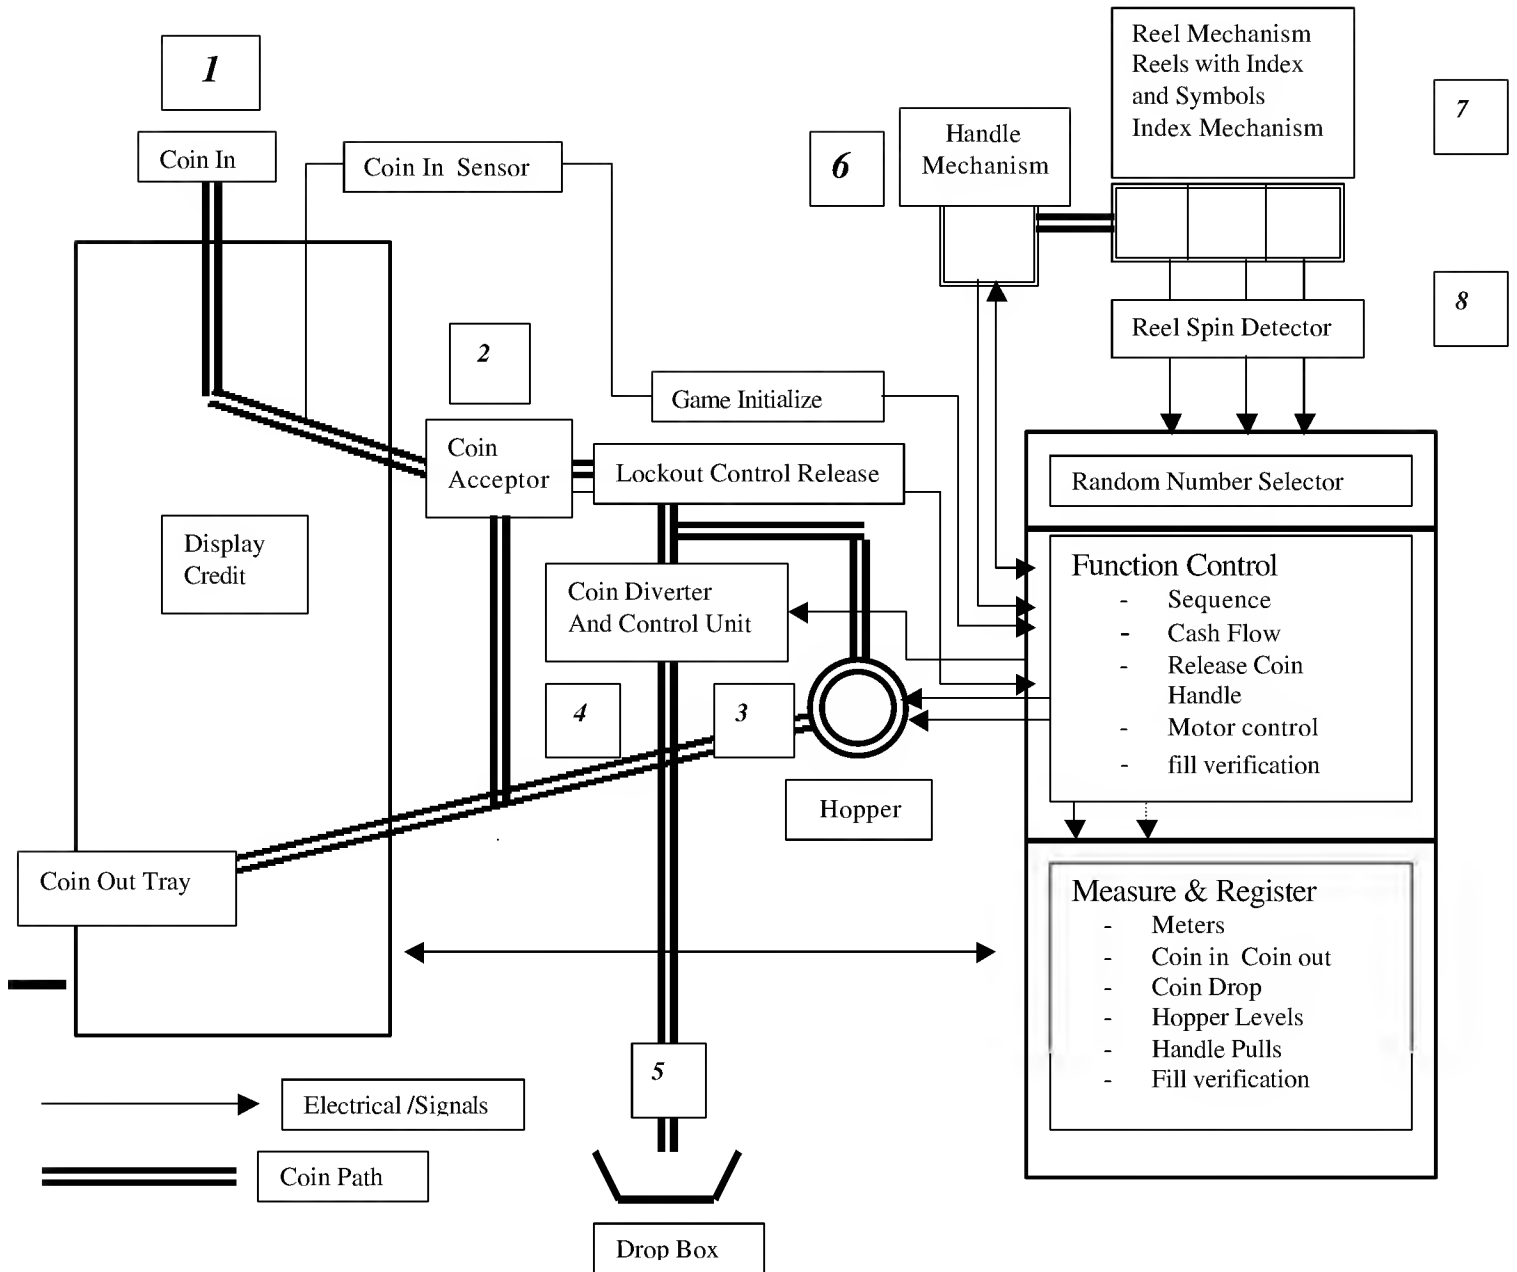 1
Coin In
Coin In Sensor
6
Handle
Mechanism
Reel Mechanism
Reels with Index
and Symbols
Index Mechanism
7
8
Reel Spin Detector
2
Game Initialize
Coin
Acceptor
Lockout Control Release
Random Number Selector
Display
Credit
Coin Diverter
And Control Unit
Function Control
- Sequence
- Cash Flow
- Release Coin
Handle
- Motor control
- fill verification
4
3
Hopper
Coin Out Tray
Measure & Register
- Meters
- Coin in Coin out
- Coin Drop
- Hopper Levels
- Handle Pulls
- Fill verification
5
Electrical /Signals
Coin Path
Drop Box